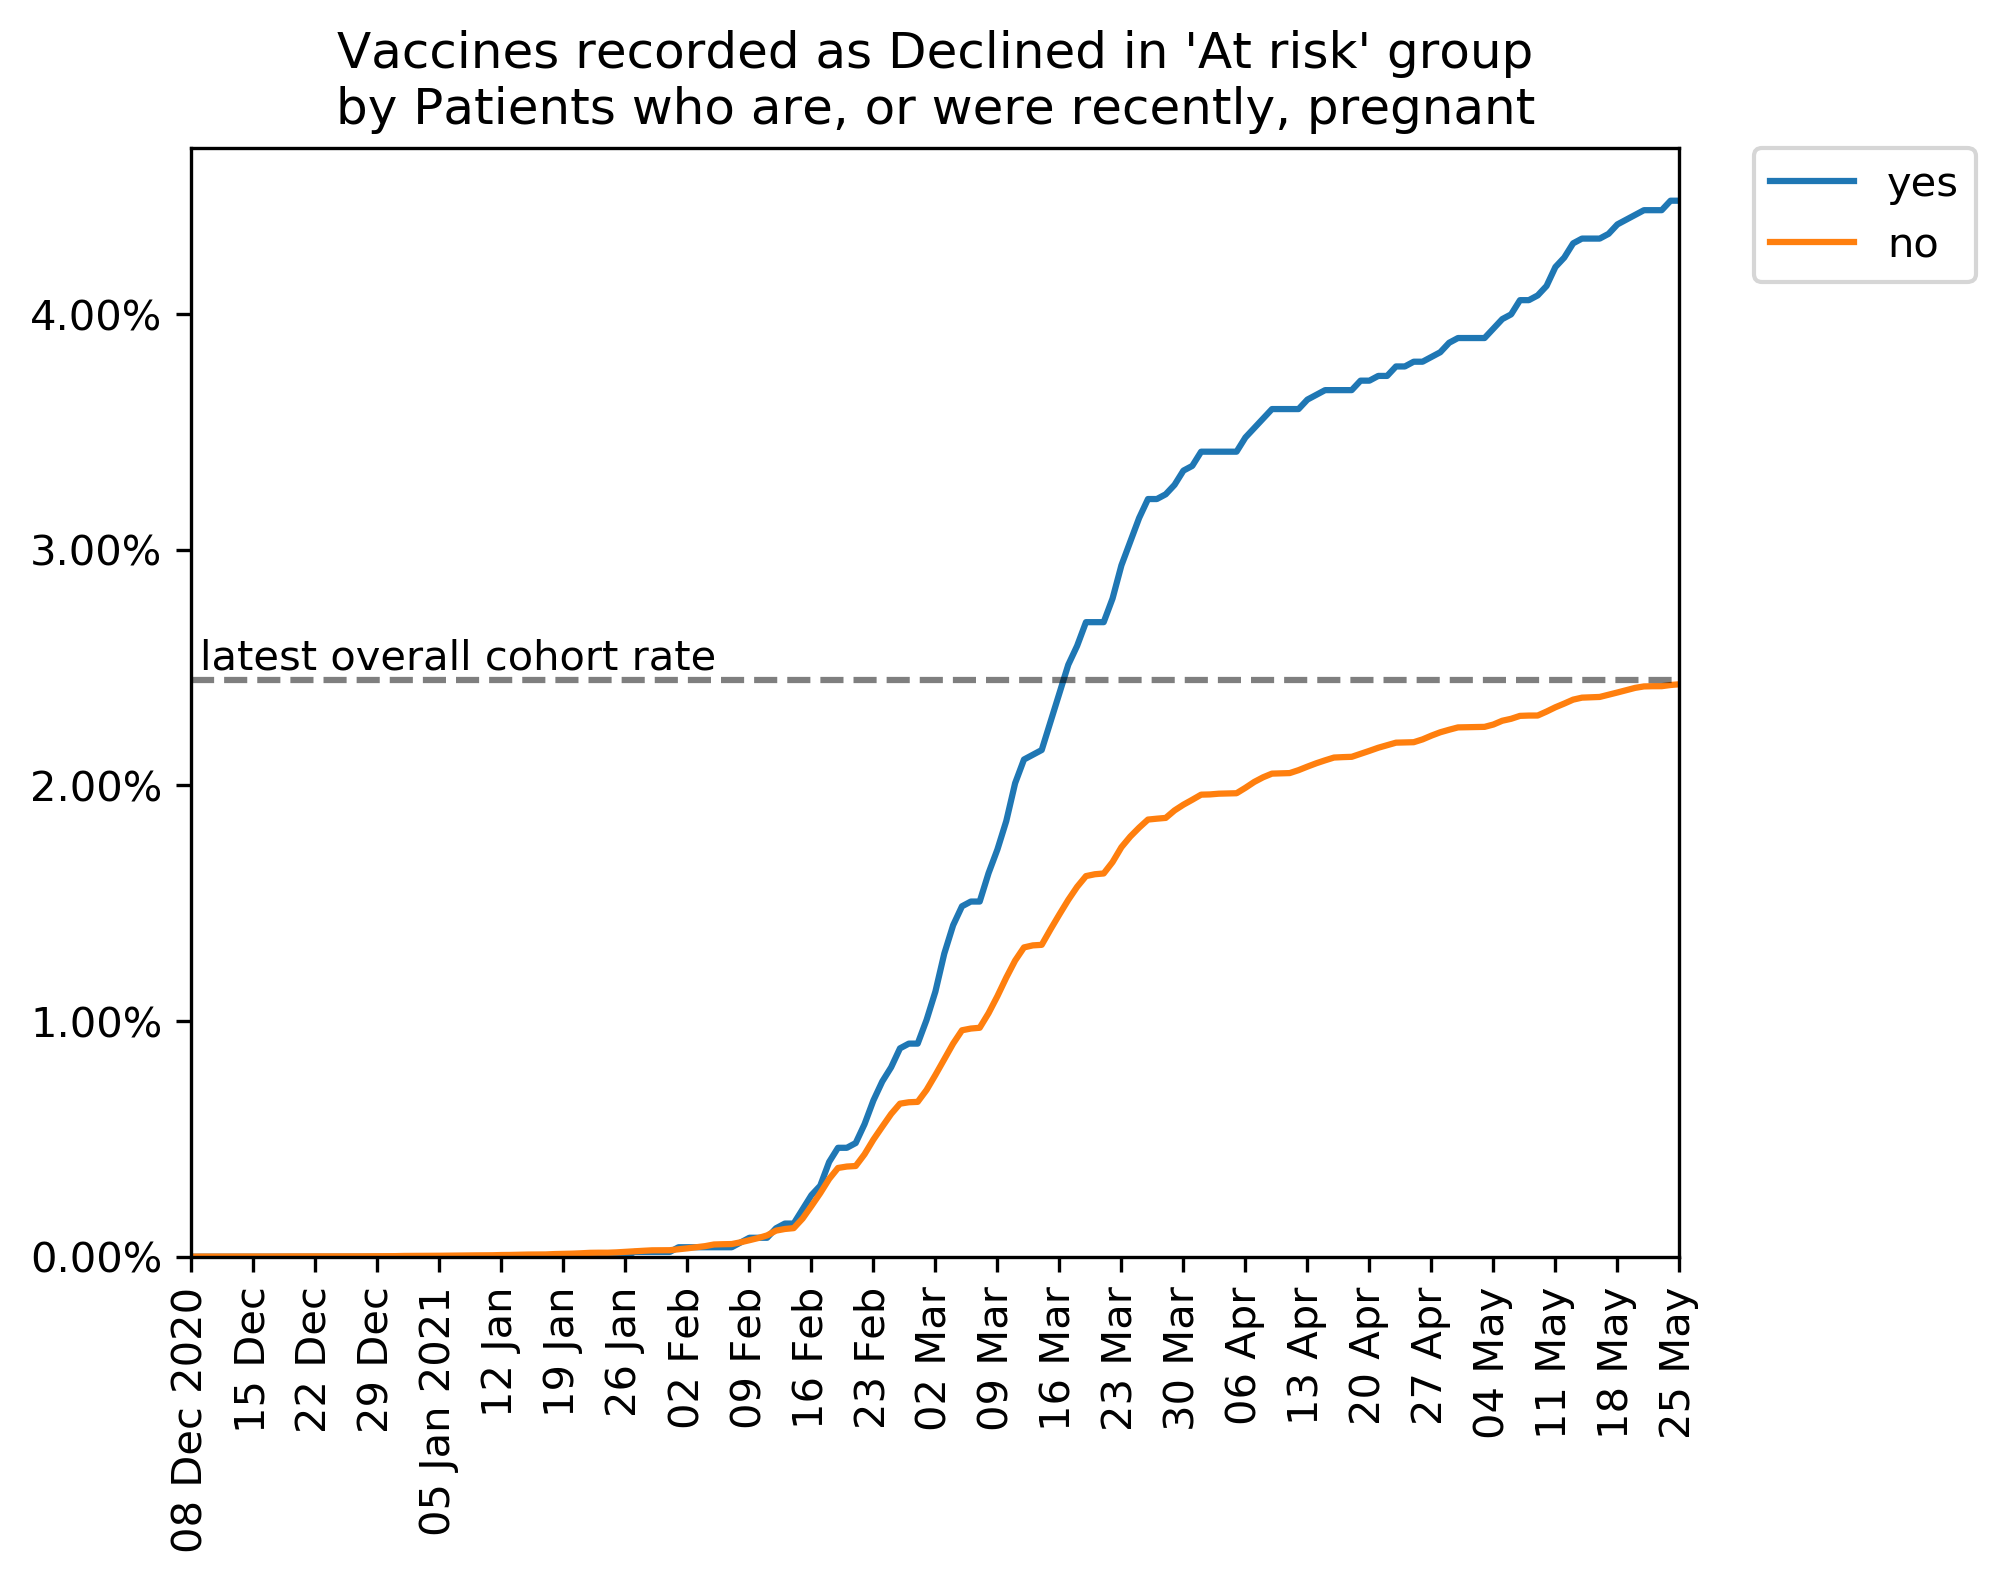 Vaccines recorded as Declined in 'At risk' group
by Patients who are, or were recently, pregnant
yes
no
4.00%
3.00%
latest overall cohort rate
2.00%
1.00%
0.00%
08 Dec 2020
15 Dec
22 Dec
29 Dec
05 Jan 2021
12 Jan
19 Jan
26 Jan
02 Feb
09 Feb
16 Feb
23 Feb
02 Mar
09 Mar
16 Mar
23 Mar
30 Mar
06 Apr
13 Apr
20 Apr
27 Apr
04 May
11 May
18 May
25 May